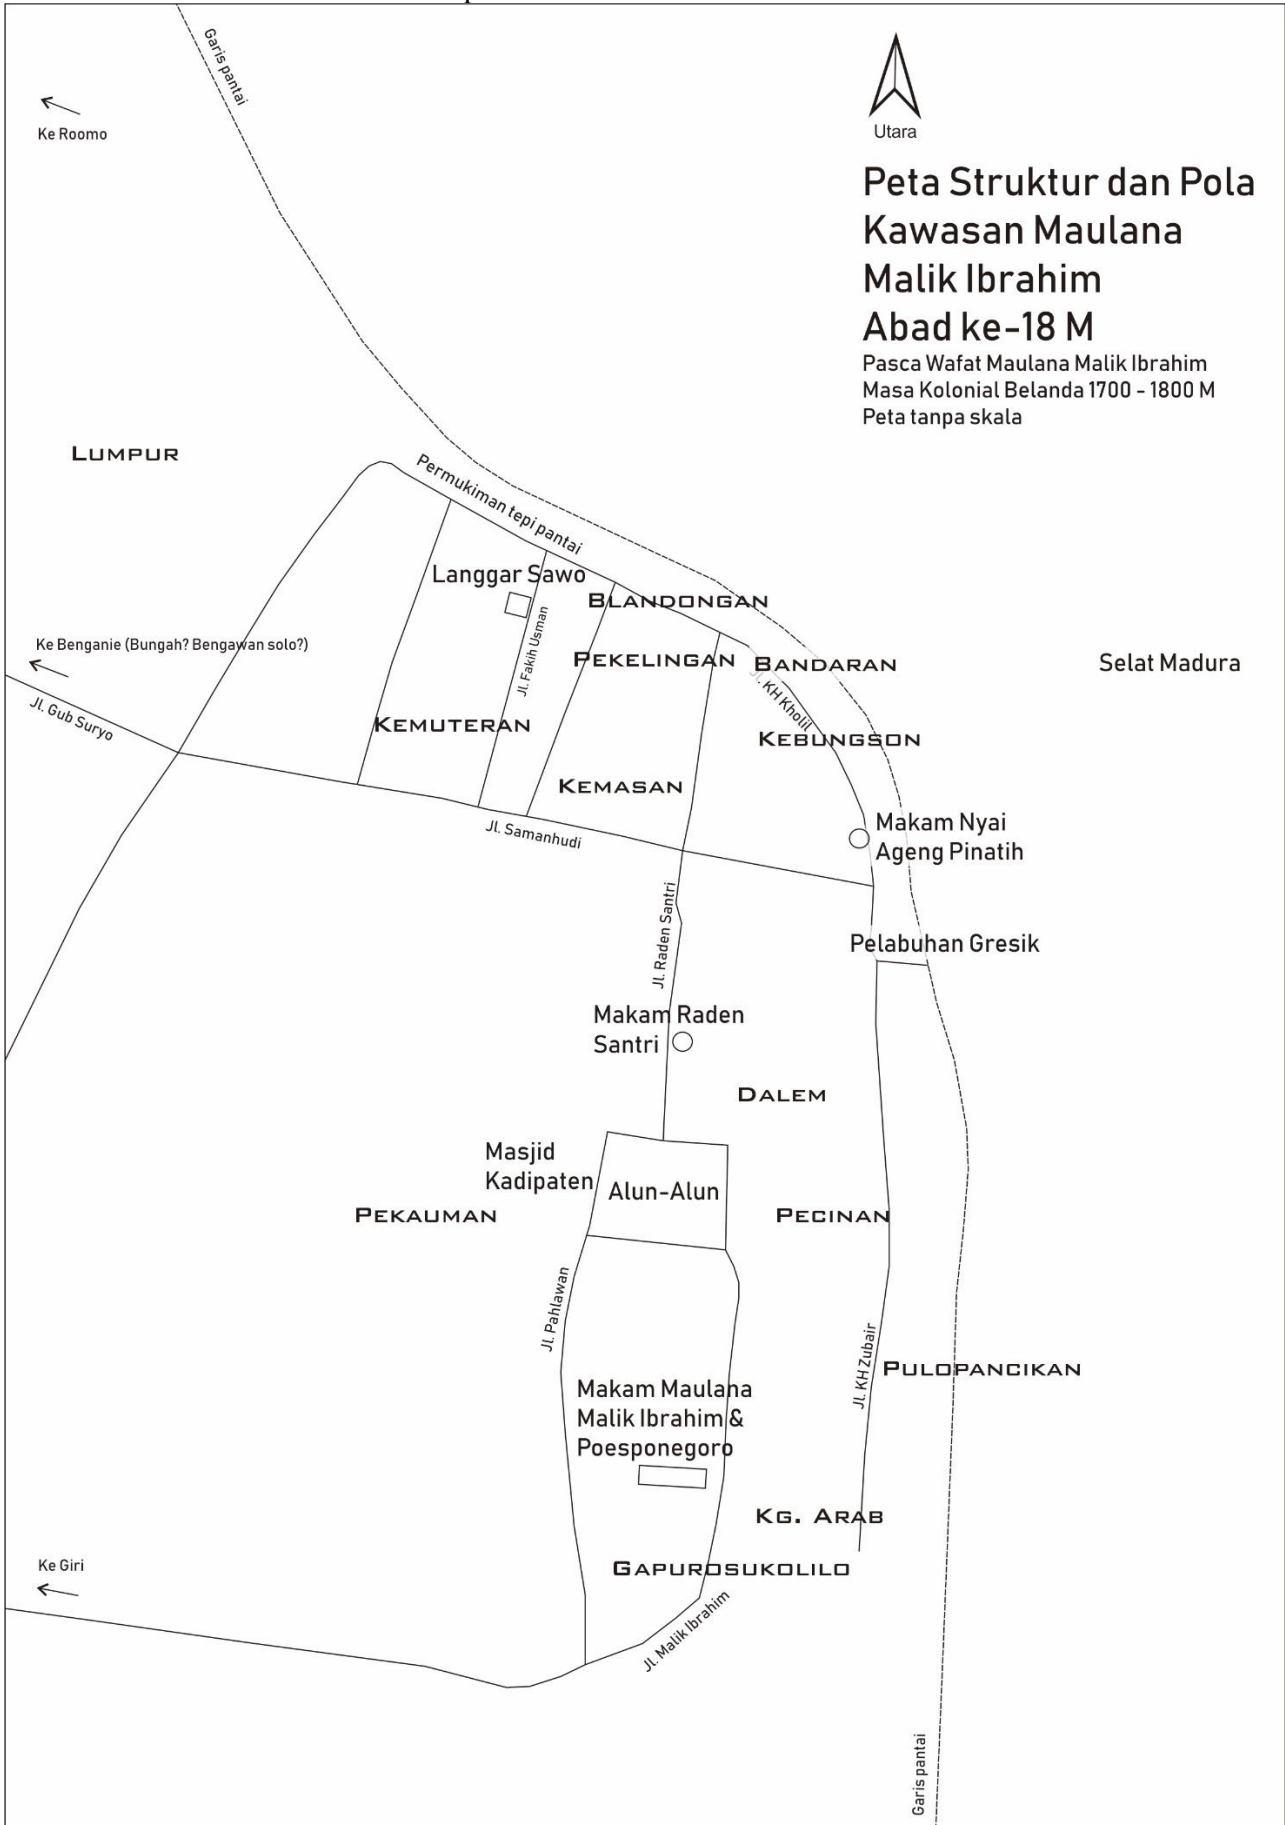 Garis pantai
Utara
Ke Roomo
Peta Struktur dan Pola
Kawasan Maulana
Malik Ibrahim
Abad ke-18 M
Pasca Wafat Maulana Malik Ibrahim
Masa Kolonial Belanda 1700 - 1800 M
Peta tanpa skala
LUMPUR
Permukiman tepi pantai
Langgar Sawo
BLANDONGAN
Jl. Fakih Usman
Ke Benganie (Bungah? Bengawan solo?)
PEKELINGAN
BANDARAN
Selat Madura
Jl. Gub Suryo
Jl. KH Kholil
KEMUTERAN
KEBUNGSON
KEMASAN
Jl. Samanhudi
Makam Nyai
Ageng Pinatih
Jl. Raden Santri
Pelabuhan Gresik
Makam Raden
Santri
DALEM
Masjid
Kadipaten
Alun-Alun
PEKAUMAN
PECINAN
Jl. Pahlawan
Jl. KH Zubair
PULOPANCIKAN
Makam Maulana
Malik Ibrahim &
Poesponegoro
KG. ARAB
Ke Giri
GAPUROSUKOLILO
Jl. Malik Ibrahim
Garis pantai